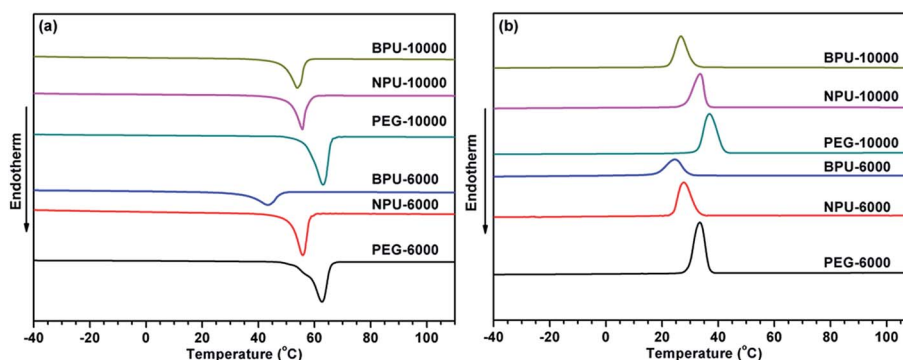 (a)
BPU-10000
NPU-10000
PEG-10000
BPU-6000
NPU-6000
PEG-6000
Endotherm
-40 -20 0 20 40 60 80 100
Temperature (°C)
(b)
BPU-10000
NPU-10000
PEG-10000
BPU-6000
NPU-6000
PEG-6000
Endotherm
-40 -20 0 20 40 60 80 100
Temperature (°C)